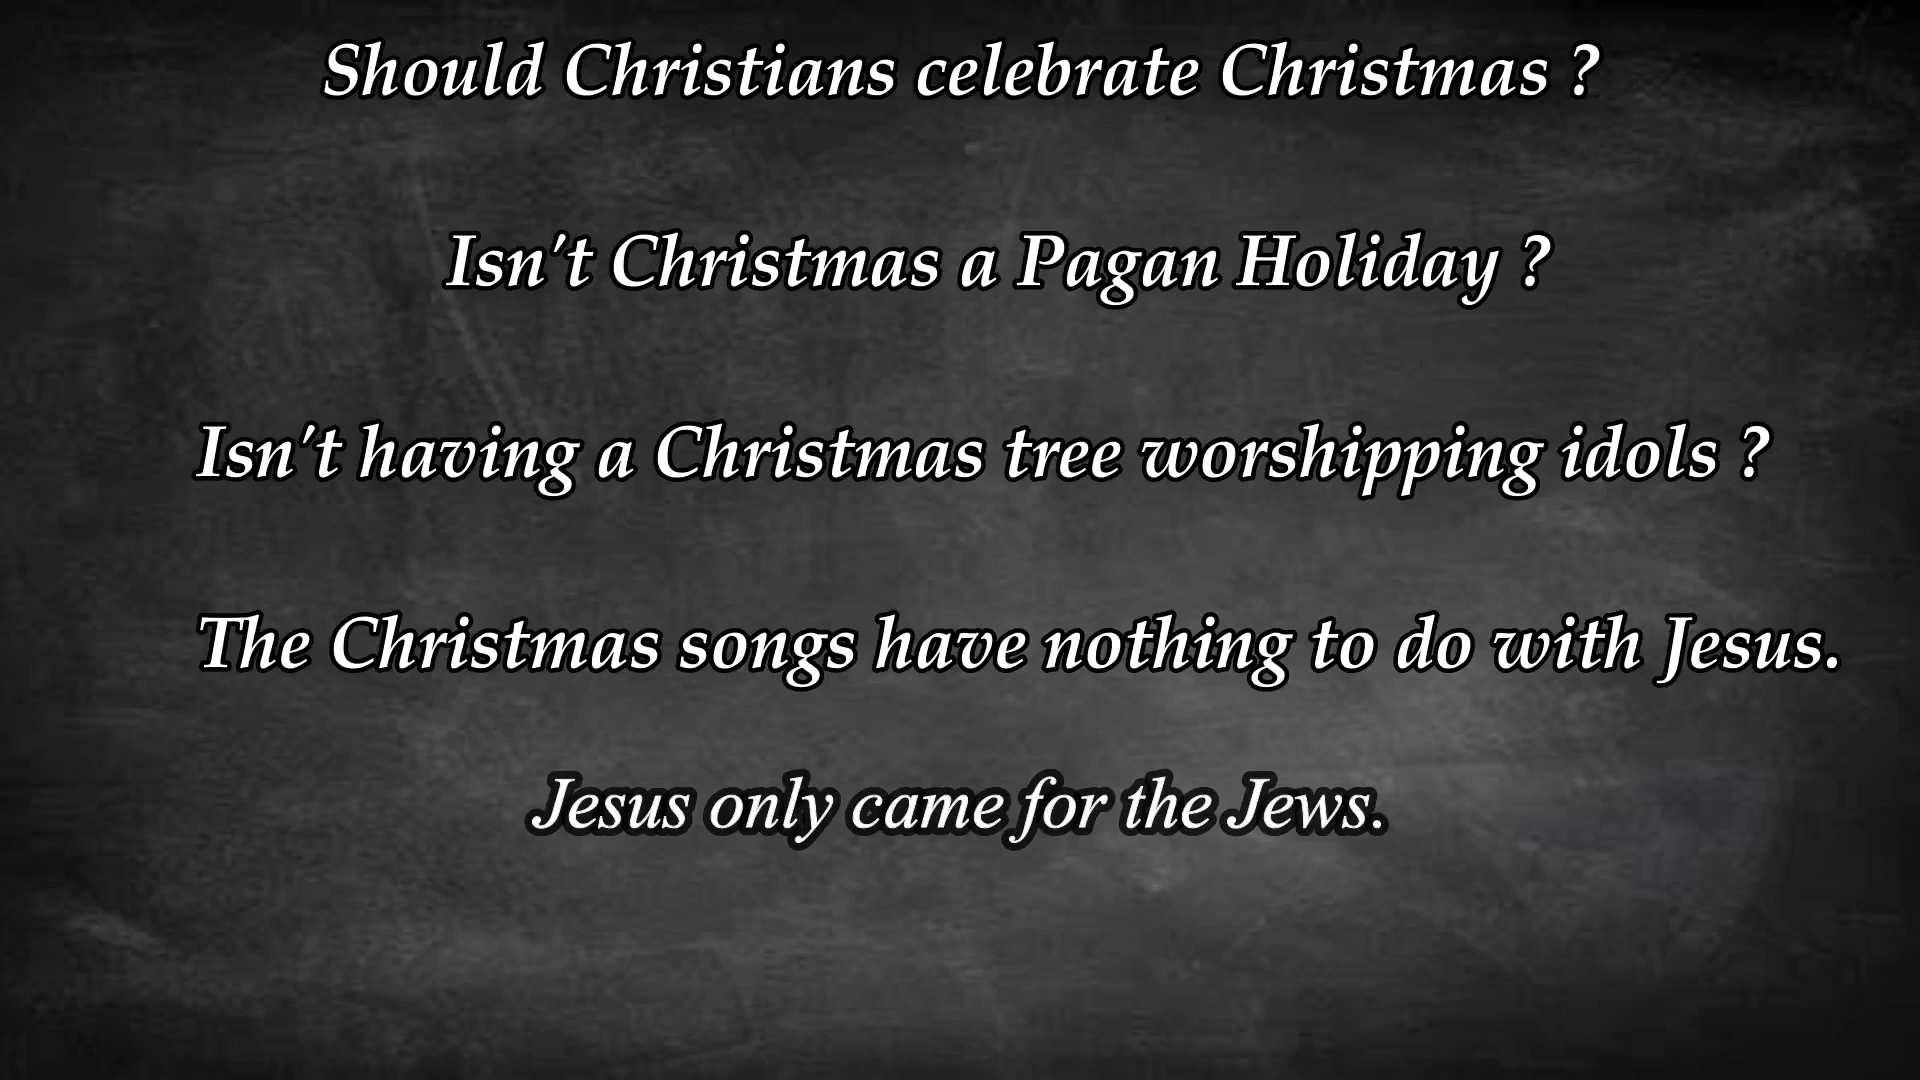 Should Christians celebrate Christmas ?
Isn't Christmas a Pagan Holiday ?
Isn't having a Christmas tree worshipping idols ?
The Christmas songs have nothing to do with Jesus.
Jesus only came for the Jews.